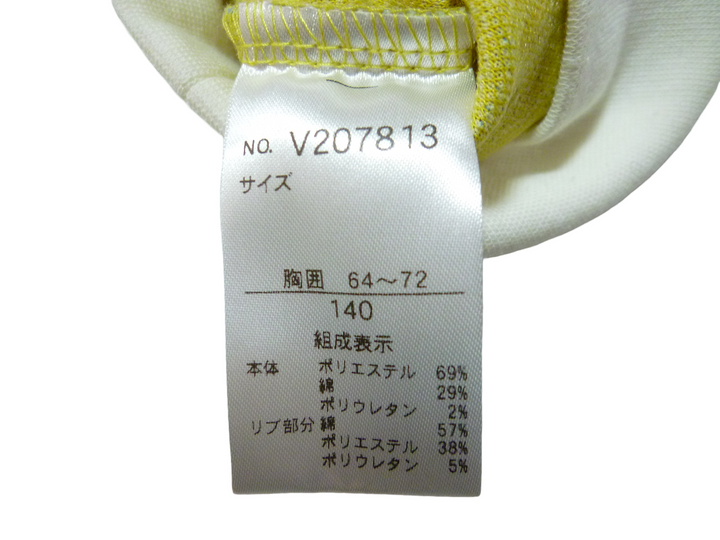 NO. V207813
サイズ
胸囲 64～72
140
組成表示
本体 ポリエステル 69%
綿 29%
ポリウレタン 2%
リブ部分 綿 57%
ポリエステル 38%
ポリウレタン 5%